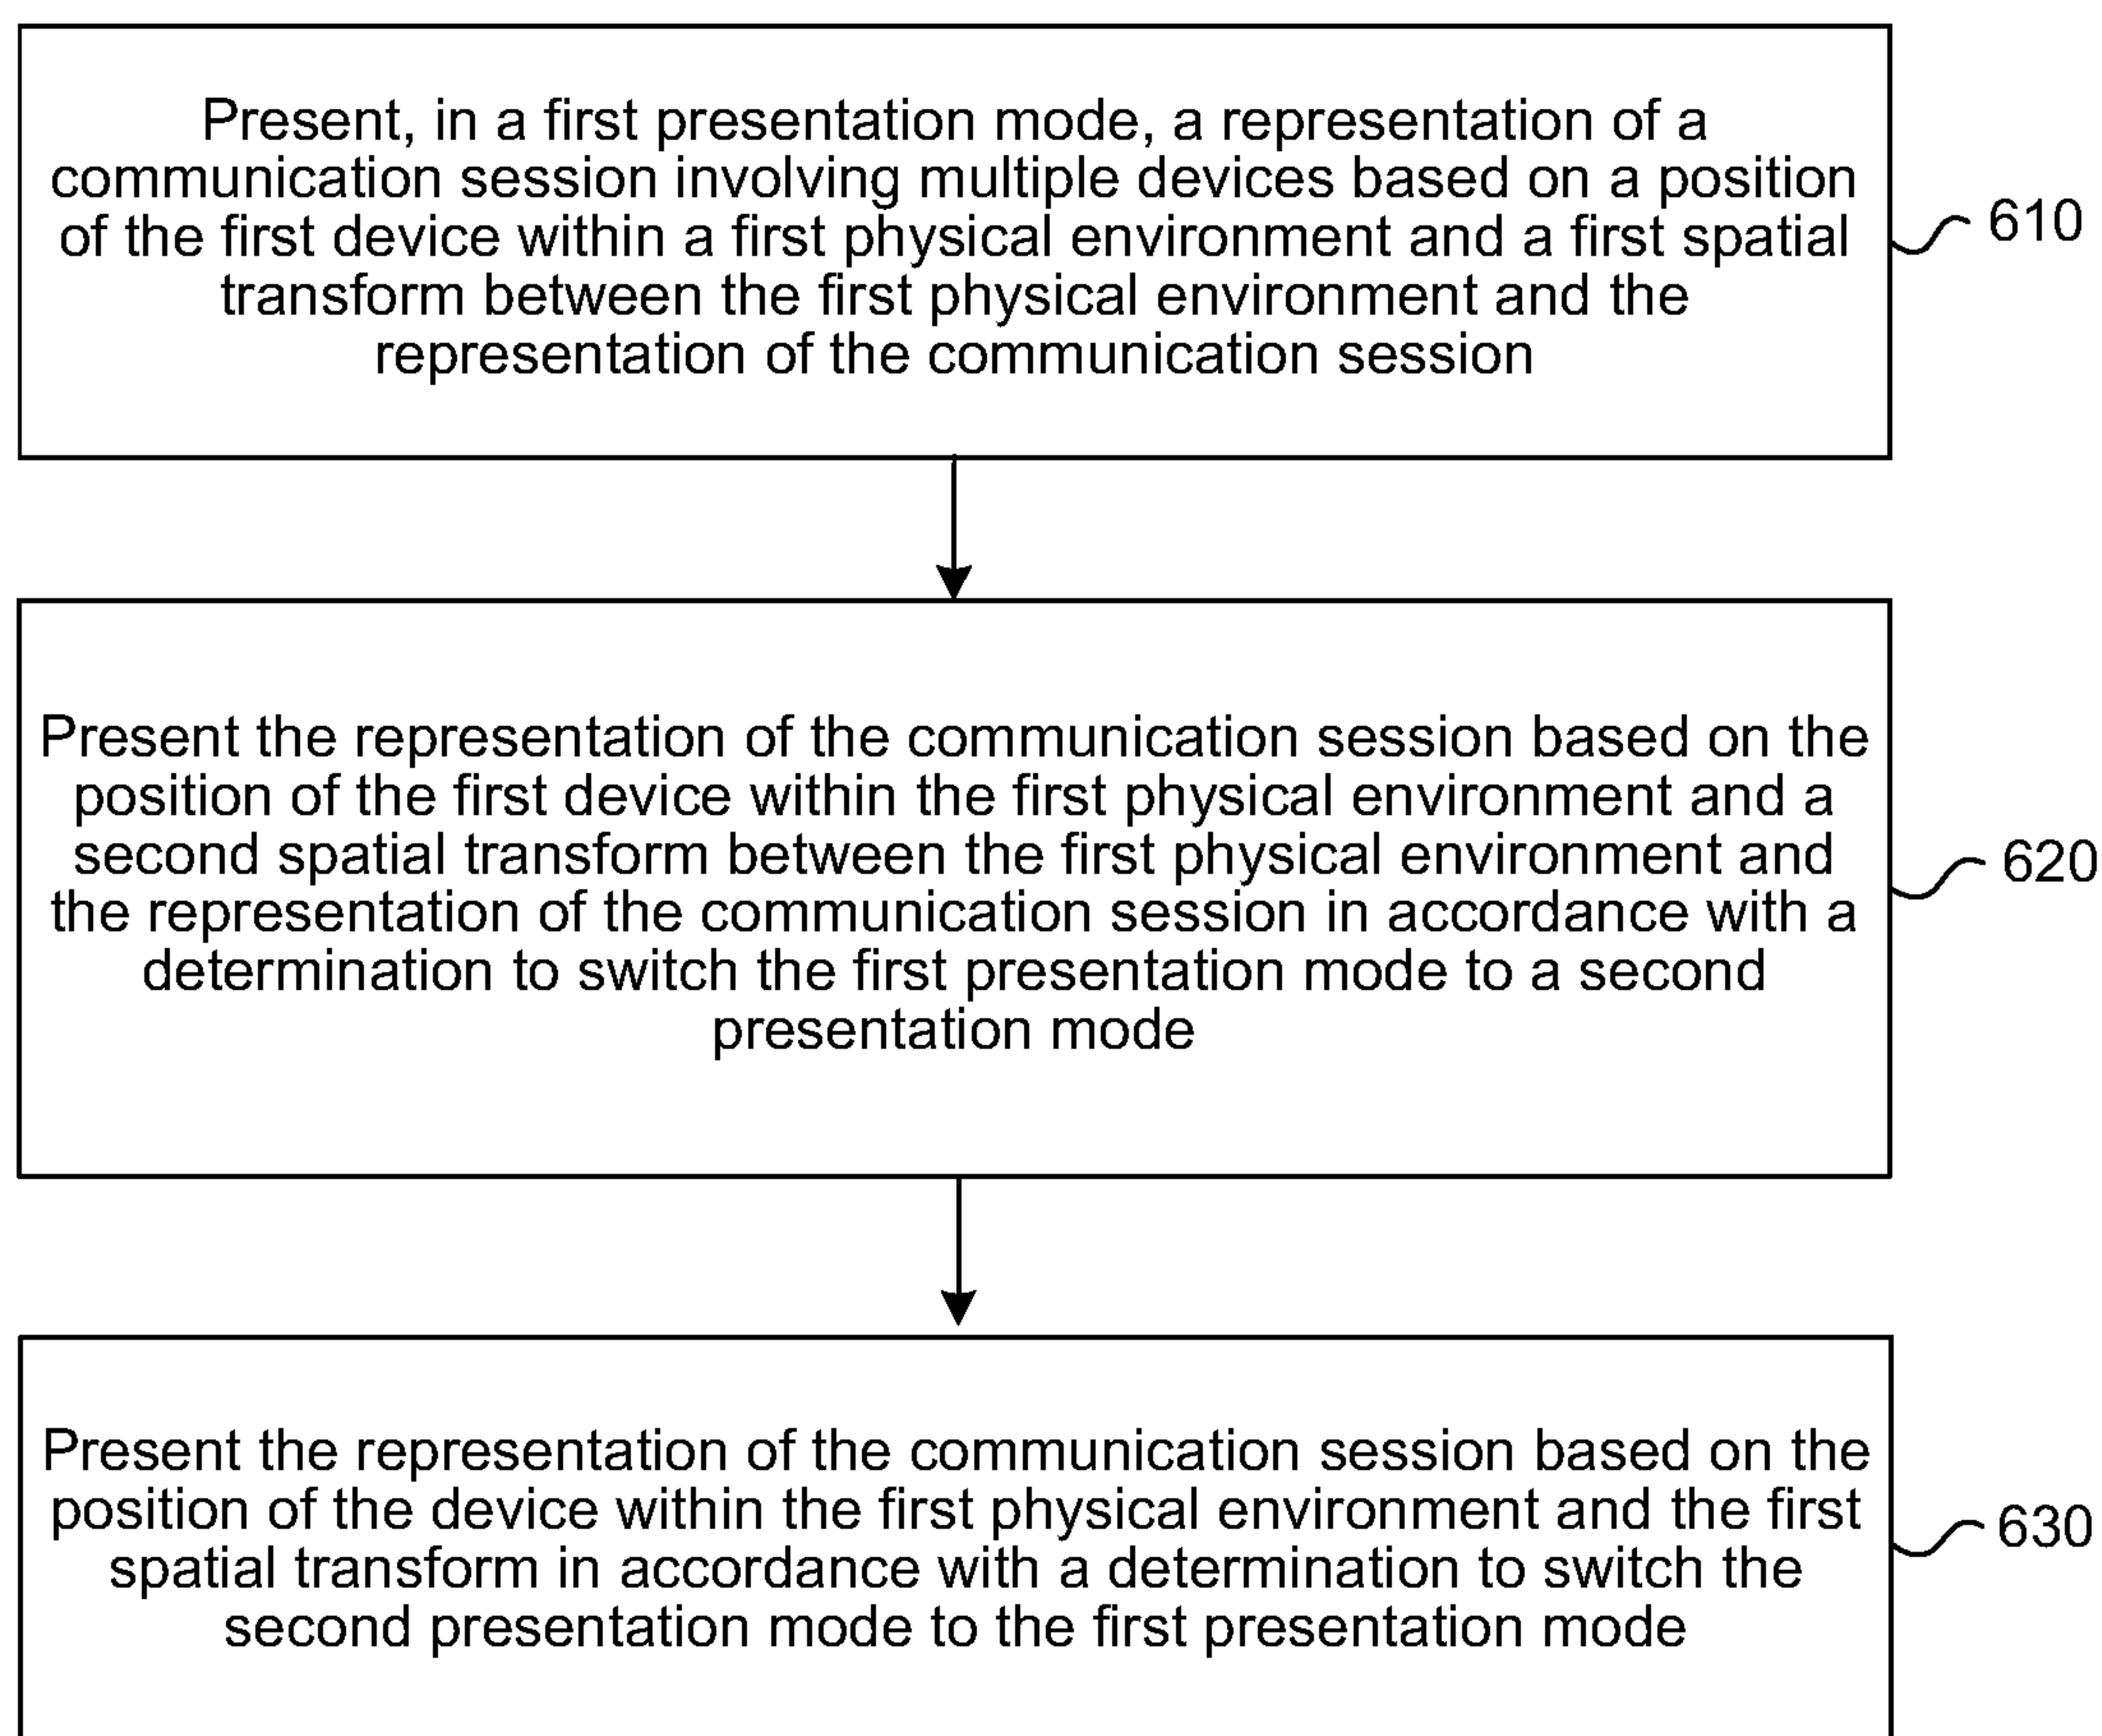 Present, in a first presentation mode, a representation of a
communication session involving multiple devices based on a position
of the first device within a first physical environment and a first spatial
transform between the first physical environment and the
representation of the communication session
610
Present the representation of the communication session based on the
position of the first device within the first physical environment and a
second spatial transform between the first physical environment and
the representation of the communication session in accordance with a
determination to switch the first presentation mode to a second
presentation mode
620
Present the representation of the communication session based on the
position of the device within the first physical environment and the first
spatial transform in accordance with a determination to switch the
second presentation mode to the first presentation mode
630